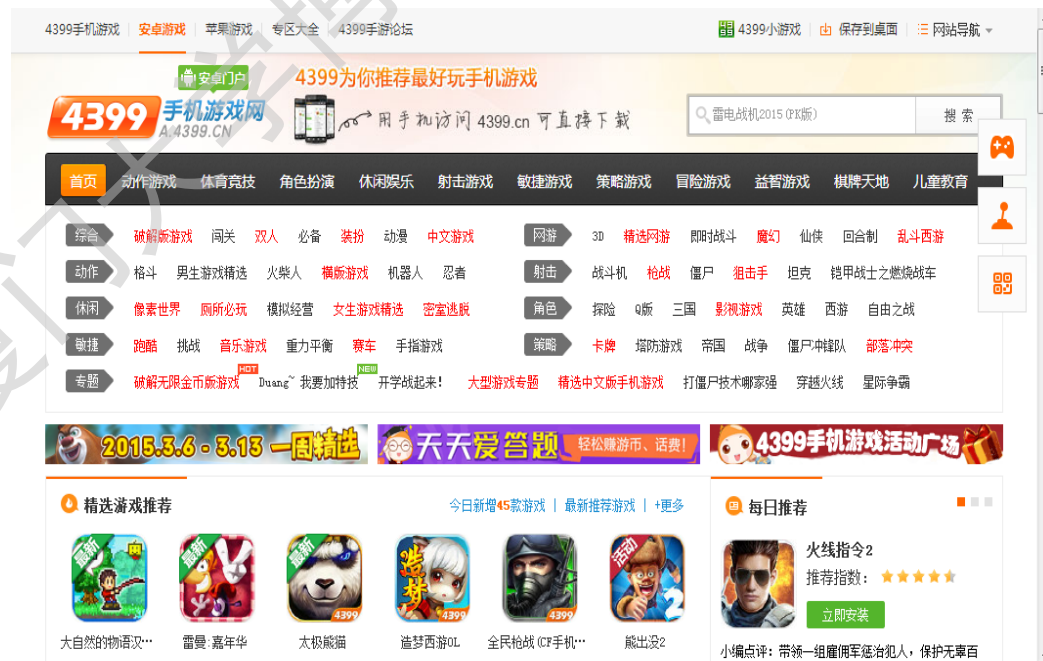 4399手机游戏 安卓游戏 苹果游戏 专区大全 4399手游论坛 4399小游戏 保存到桌面 网站导航
安卓门户
4399 手机游戏网
A.4399.CN
4399为你推荐最好玩手机游戏
用手机访问 4399.cn 可直接下载
雷电战机2015(PK版) 搜 索
首页 动作游戏 体育竞技 角色扮演 休闲娱乐 射击游戏 敏捷游戏 策略游戏 冒险游戏 益智游戏 棋牌天地 儿童教育
综合 破解版游戏 闯关 双人 必备 装扮 动漫 中文游戏 网游 3D 精选网游 即时战斗 魔幻 仙侠 回合制 乱斗西游
动作 格斗 男生游戏精选 火柴人 横版游戏 机器人 忍者 射击 战斗机 枪战 僵尸 狙击手 坦克 铠甲战士之燃烧战车
休闲 像素世界 厕所必玩 模拟经营 女生游戏精选 密室逃脱 角色 探险 Q版 三国 影视游戏 英雄 西游 自由之战
敏捷 跑酷 挑战 音乐游戏 重力平衡 赛车 手指游戏 策略 卡牌 塔防游戏 帝国 战争 僵尸冲锋队 部落冲突
专题 破解无限金币版游戏 HOT Duang~我要加特技 NEW 开学战起来! 大型游戏专题 精选中文版手机游戏 打僵尸技术哪家强 穿越火线 星际争霸
2015.3.6 - 3.13 一周精选 天天爱答题 轻松赚游币、话费! 4399手机游戏活动广场
精选游戏推荐 今日新增45款游戏 | 最新推荐游戏 | +更多
每日推荐
最新 最新 最新 4399 造梦 4399 4399 活动 2
大自然的物语汉… 雷曼:嘉年华 太极熊猫 造梦西游OL 全民枪战(CF手机… 熊出没2
火线指令2
推荐指数:
立即安装
小编点评: 带领一组雇佣军惩治犯人，保护无辜百
厦门大学博